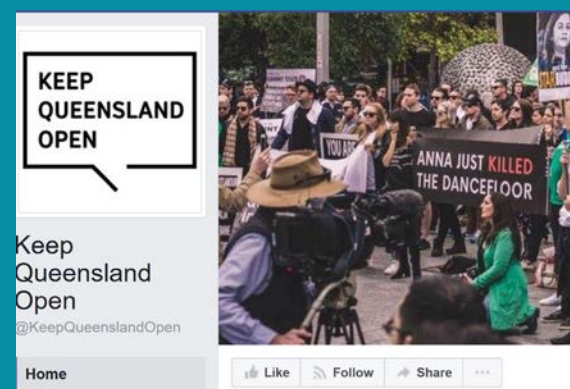 KEEP
QUEENSLAND
OPEN
YOU ARE
ANNA JUST KILLED
THE DANCEFLOOR
Keep
Queensland
Open
@KeepQueenslandOpen
Home
Like Follow Share